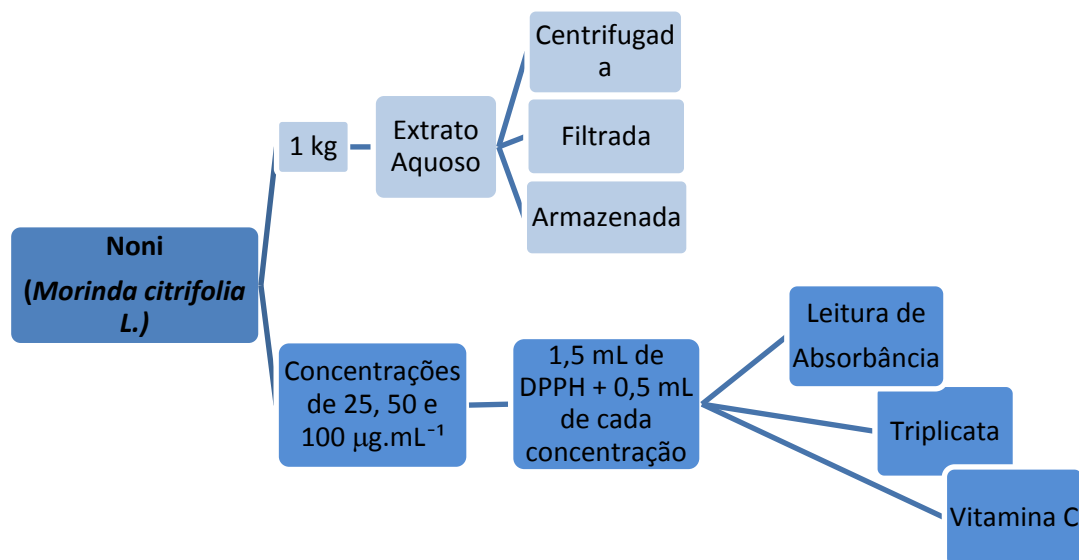 Centrifugad
a
1 kg
Extrato
Aquoso
Filtrada
Armazenada
Noni
(Morinda citrifolia
L.)
Concentrações
de 25, 50 e
100 µg.mL⁻¹
1,5 mL de
DPPH + 0,5 mL
de cada
concentração
Leitura de
Absorbância
Triplicata
Vitamina C